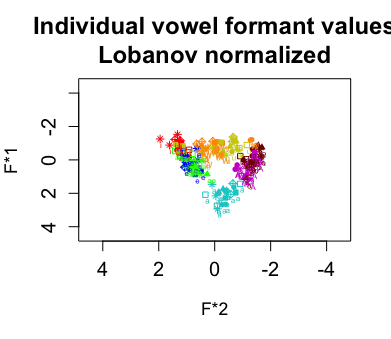 Individual vowel formant values
Lobanov normalized
F*1
-2
0
2
4
4 2 0 -2 -4
F*2